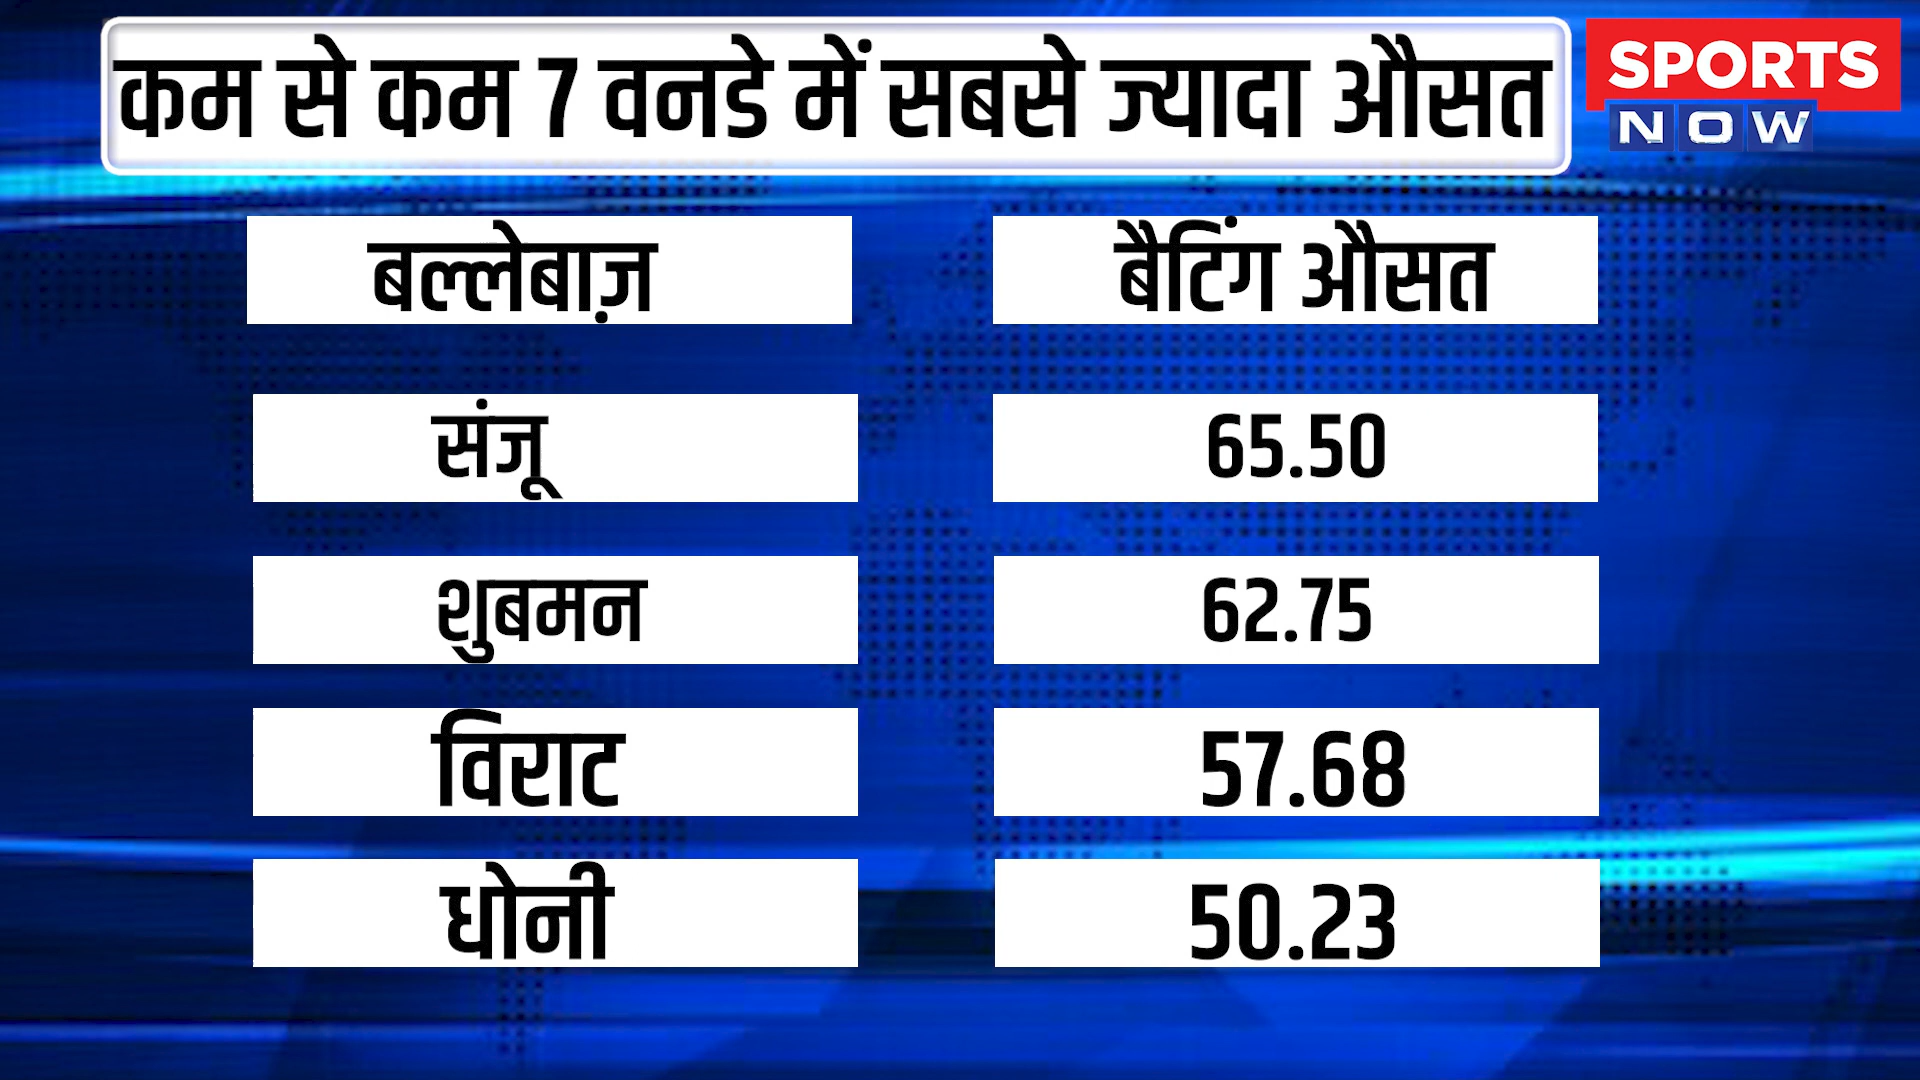 कम से कम 7 वनडे में सबसे ज्यादा औसत
SPORTS
NOW
बल्लेबाज़ बैटिंग औसत
संजू 65.50
शुबमन 62.75
विराट 57.68
धोनी 50.23